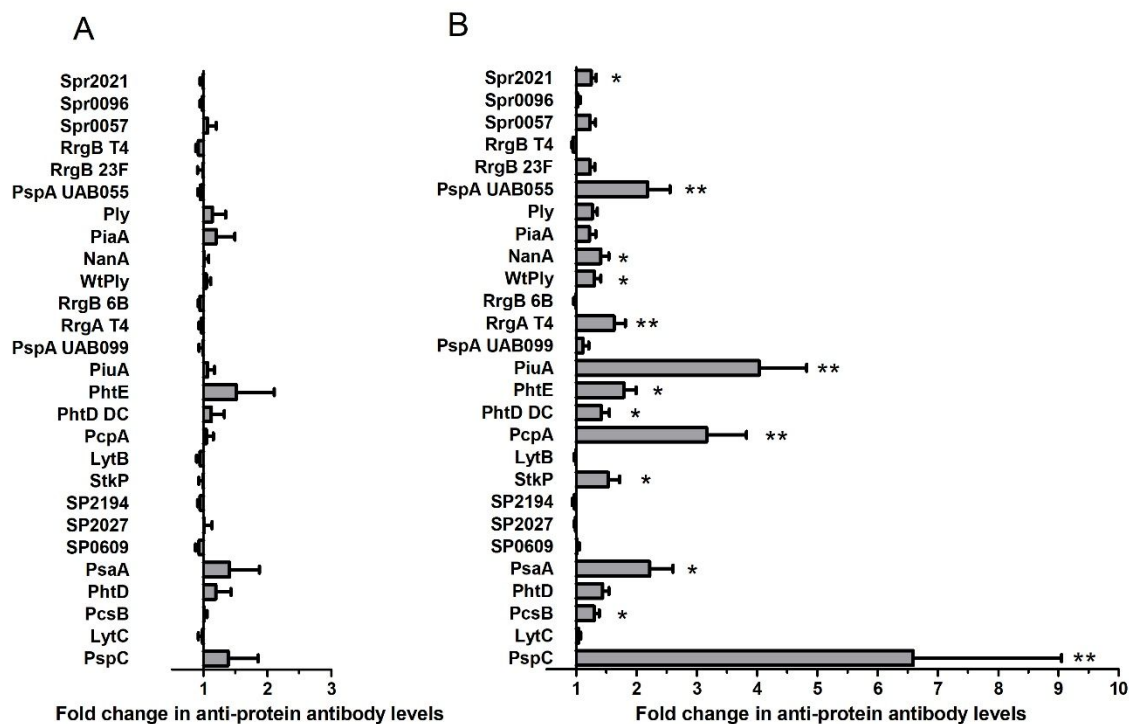 A
Spr2021
Spr0096
Spr0057
RrgB T4
RrgB 23F
PspA UAB055
Ply
PiaA
NanA
WtPly
RrgB 6B
RrgA T4
PspA UAB099
PiuA
PhtE
PhtD DC
PcpA
LytB
StkP
SP2194
SP2027
SP0609
PsaA
PhtD
PcsB
LytC
PspC
1 2 3
Fold change in anti-protein antibody levels
B
Spr2021 *
Spr0096
Spr0057
RrgB T4
RrgB 23F
PspA UAB055 **
Ply
PiaA
NanA *
WtPly *
RrgB 6B
RrgA T4 **
PspA UAB099
PiuA **
PhtE *
PhtD DC *
PcpA **
LytB
StkP *
SP2194
SP2027
SP0609
PsaA *
PhtD
PcsB *
LytC
PspC **
1 2 3 4 5 6 7 8 9 10
Fold change in anti-protein antibody levels